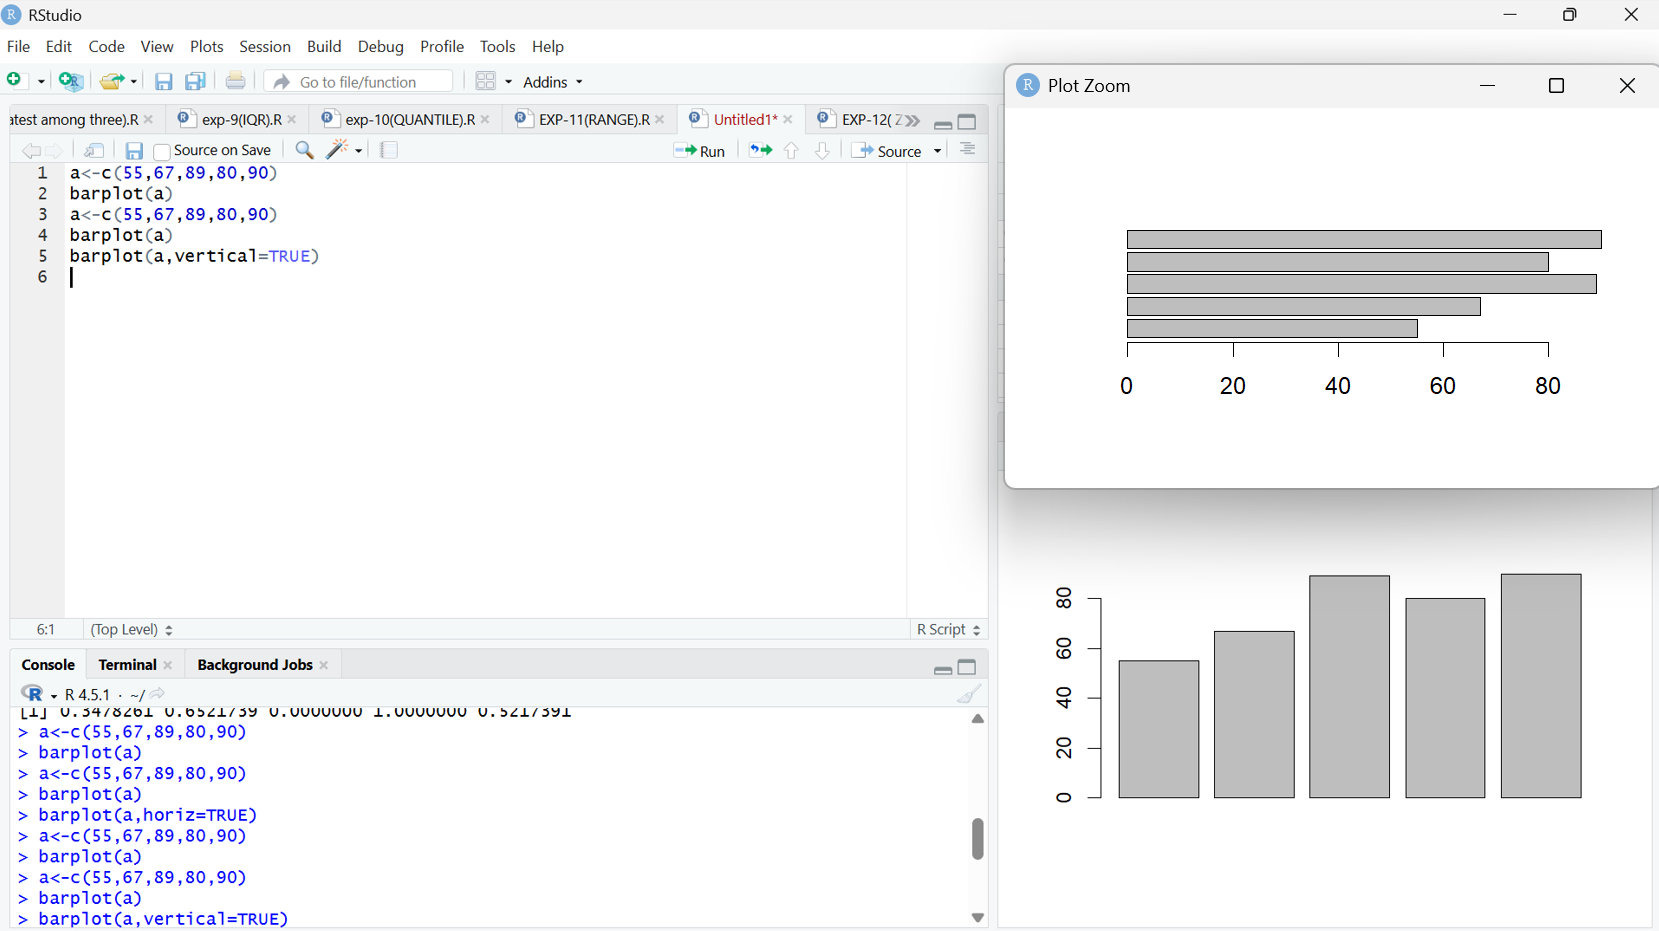 RStudio
File Edit Code View Plots Session Build Debug Profile Tools Help
Go to file/function Addins
atest among three).R exp-9(IQR).R exp-10(QUANTILE).R EXP-11(RANGE).R Untitled1* EXP-12(
Source on Save Run Source
1 a<-c(55,67,89,80,90)
2 barplot(a)
3 a<-c(55,67,89,80,90)
4 barplot(a)
5 barplot(a,vertical=TRUE)
6
6:1 (Top Level) R Script
Console Terminal Background Jobs
R 4.5.1 · ~/
[1] 0.3478261 0.6521739 0.0000000 1.0000000 0.5217391
> a<-c(55,67,89,80,90)
> barplot(a)
> a<-c(55,67,89,80,90)
> barplot(a)
> barplot(a,horiz=TRUE)
> a<-c(55,67,89,80,90)
> barplot(a)
> a<-c(55,67,89,80,90)
> barplot(a)
> barplot(a,vertical=TRUE)
Plot Zoom
0 20 40 60 80
80
60
40
20
0